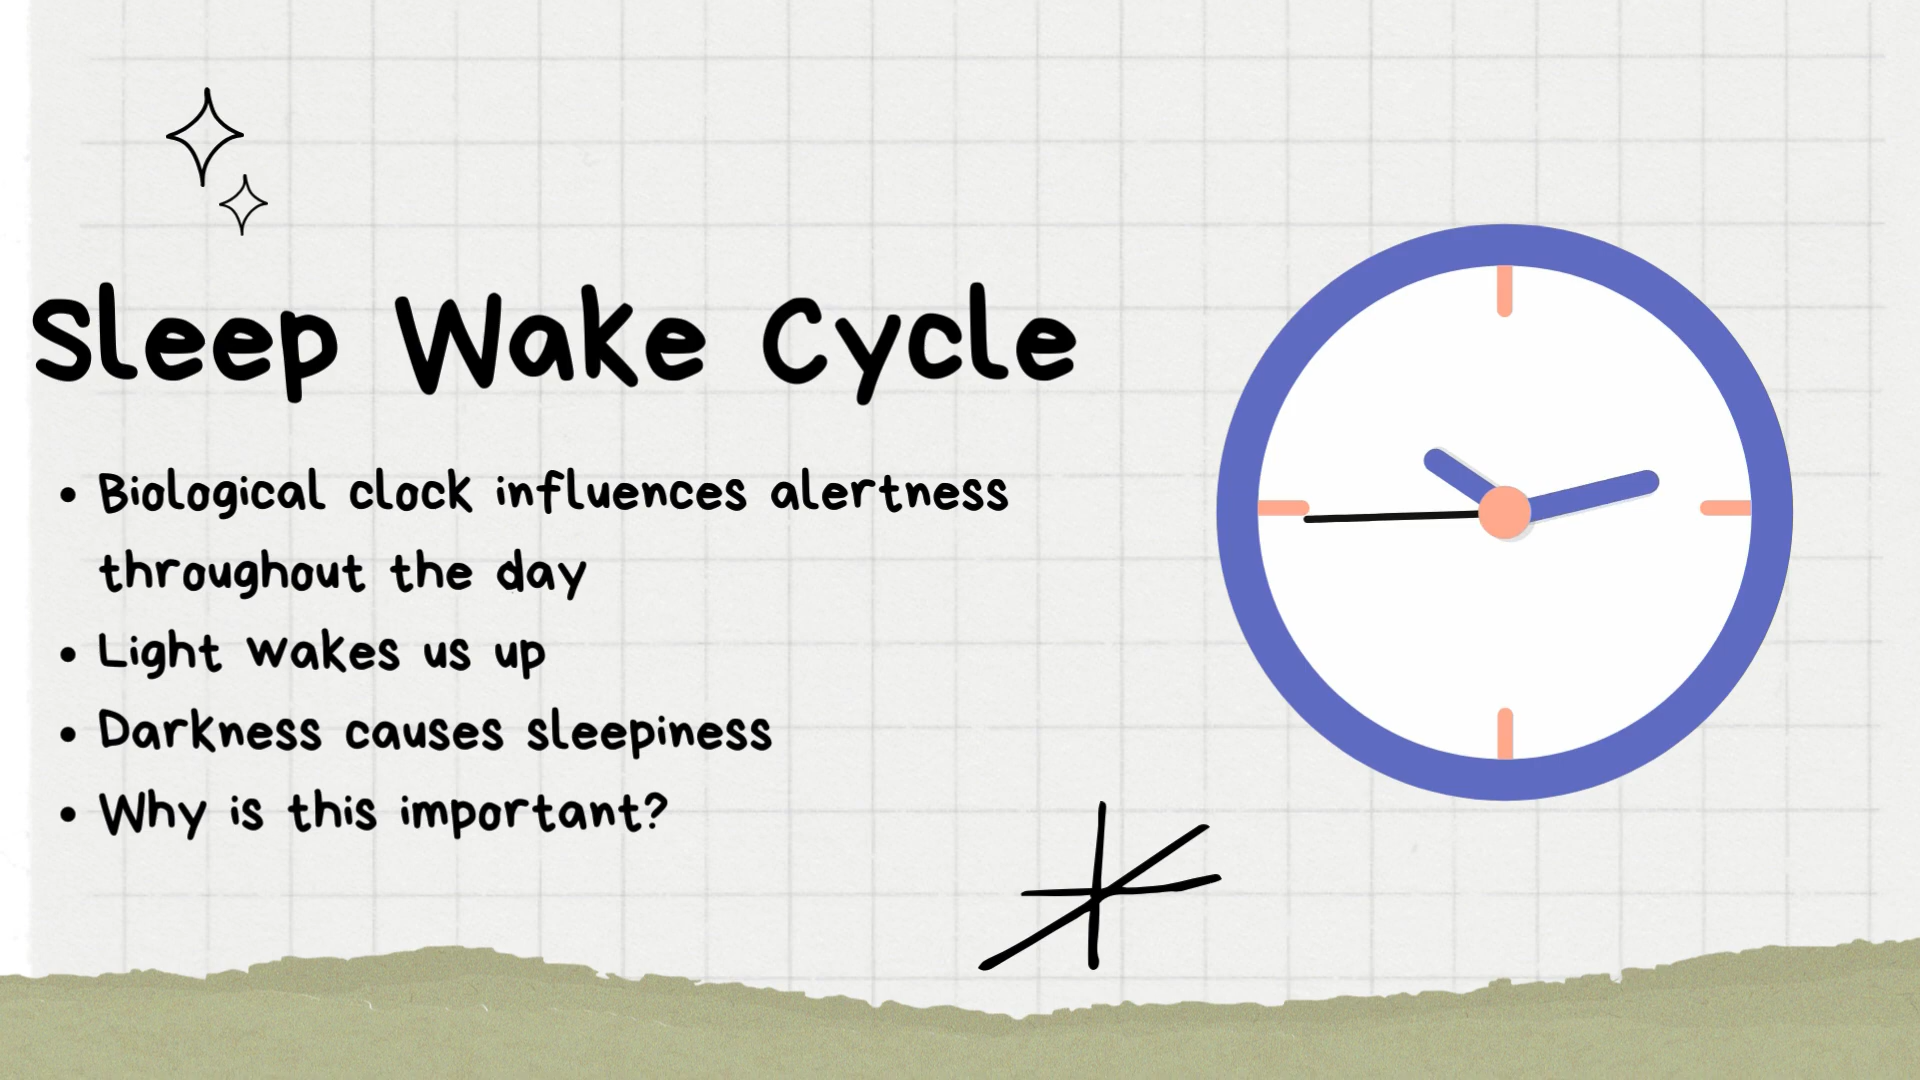 Sleep Wake Cycle
• Biological clock influences alertness
throughout the day
• Light wakes us up
• Darkness causes sleepiness
• Why is this important?